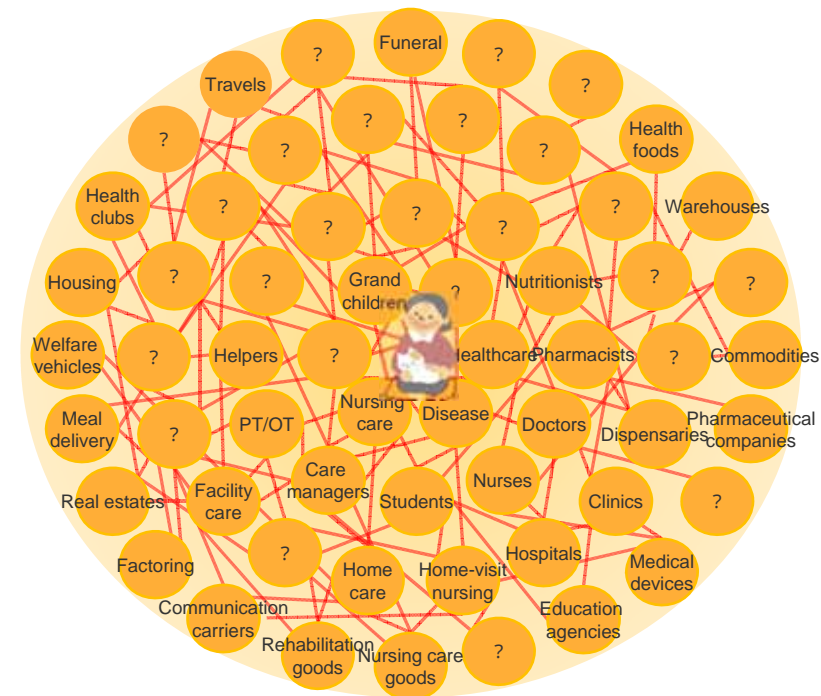 ?
Funeral
?
Travels
?
?
?
?
?
?
Health
foods
Health
clubs
?
?
?
?
?
Warehouses
Housing
?
?
Grand
children
?
Nutritionists
?
?
Welfare
vehicles
?
Helpers
?
Healthcare
Pharmacists
?
Commodities
Meal
delivery
?
PT/OT
Nursing
care
Disease
Doctors
Dispensaries
Pharmaceutical
companies
Real estates
Facility
care
Care
managers
Students
Nurses
Clinics
?
Factoring
?
Home
care
Home-visit
nursing
Hospitals
Medical
devices
Communication
carriers
Rehabilitation
goods
Nursing care
goods
?
Education
agencies